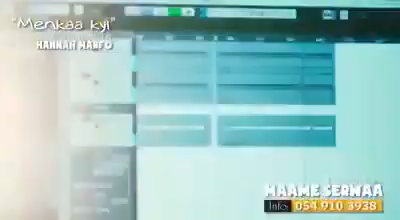 "Menkaa kyi"
HANNAH MARFO
MAAME SERWAA
Info: 054 910 3938